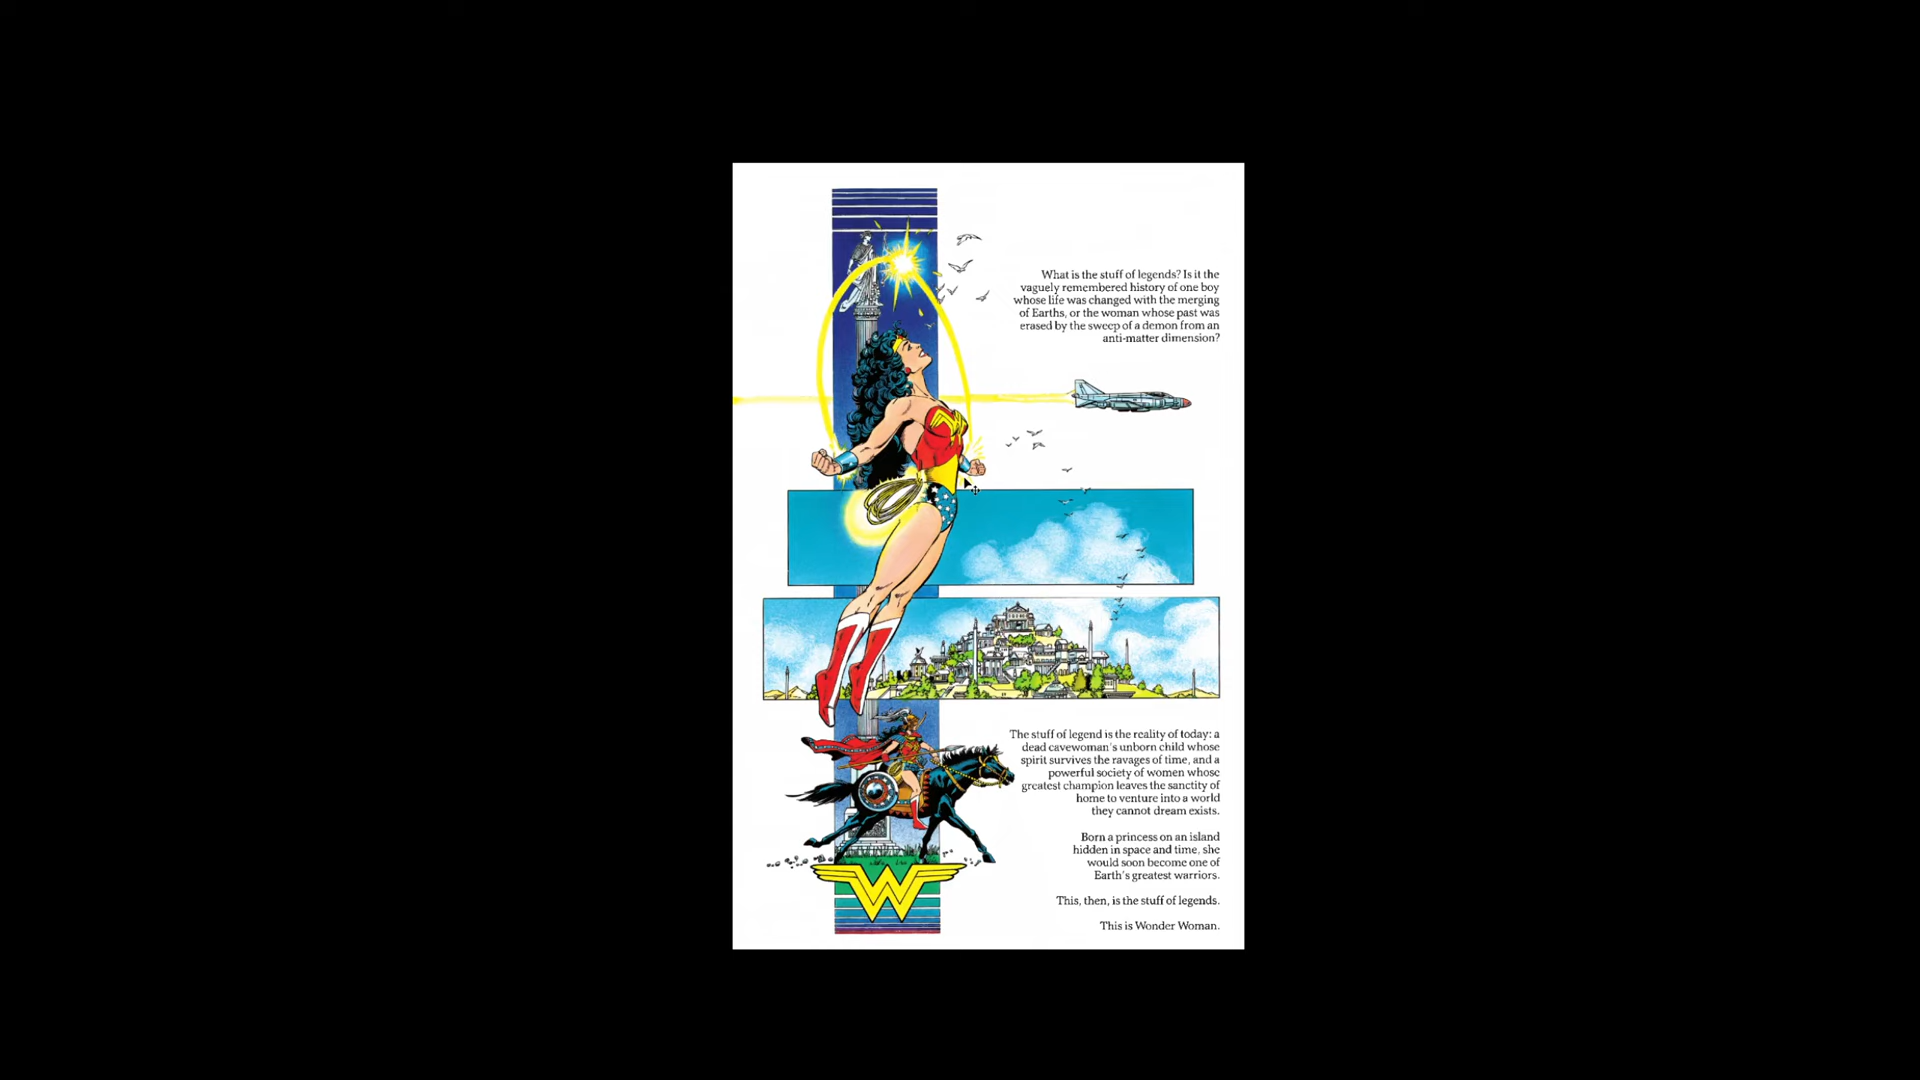 What is the stuff of legends? Is it the
vaguely remembered history of one boy
whose life was changed with the merging
of Earths, or the woman whose past was
erased by the sweep of a demon from an
anti-matter dimension?
The stuff of legend is the reality of today: a
dead cavewoman's unborn child whose
spirit survives the ravages of time, and a
powerful society of women whose
greatest champion leaves the sanctity of
home to venture into a world
they cannot dream exists.
Born a princess on an island
hidden in space and time, she
would soon become one of
Earth's greatest warriors.
This, then, is the stuff of legends.
This is Wonder Woman.